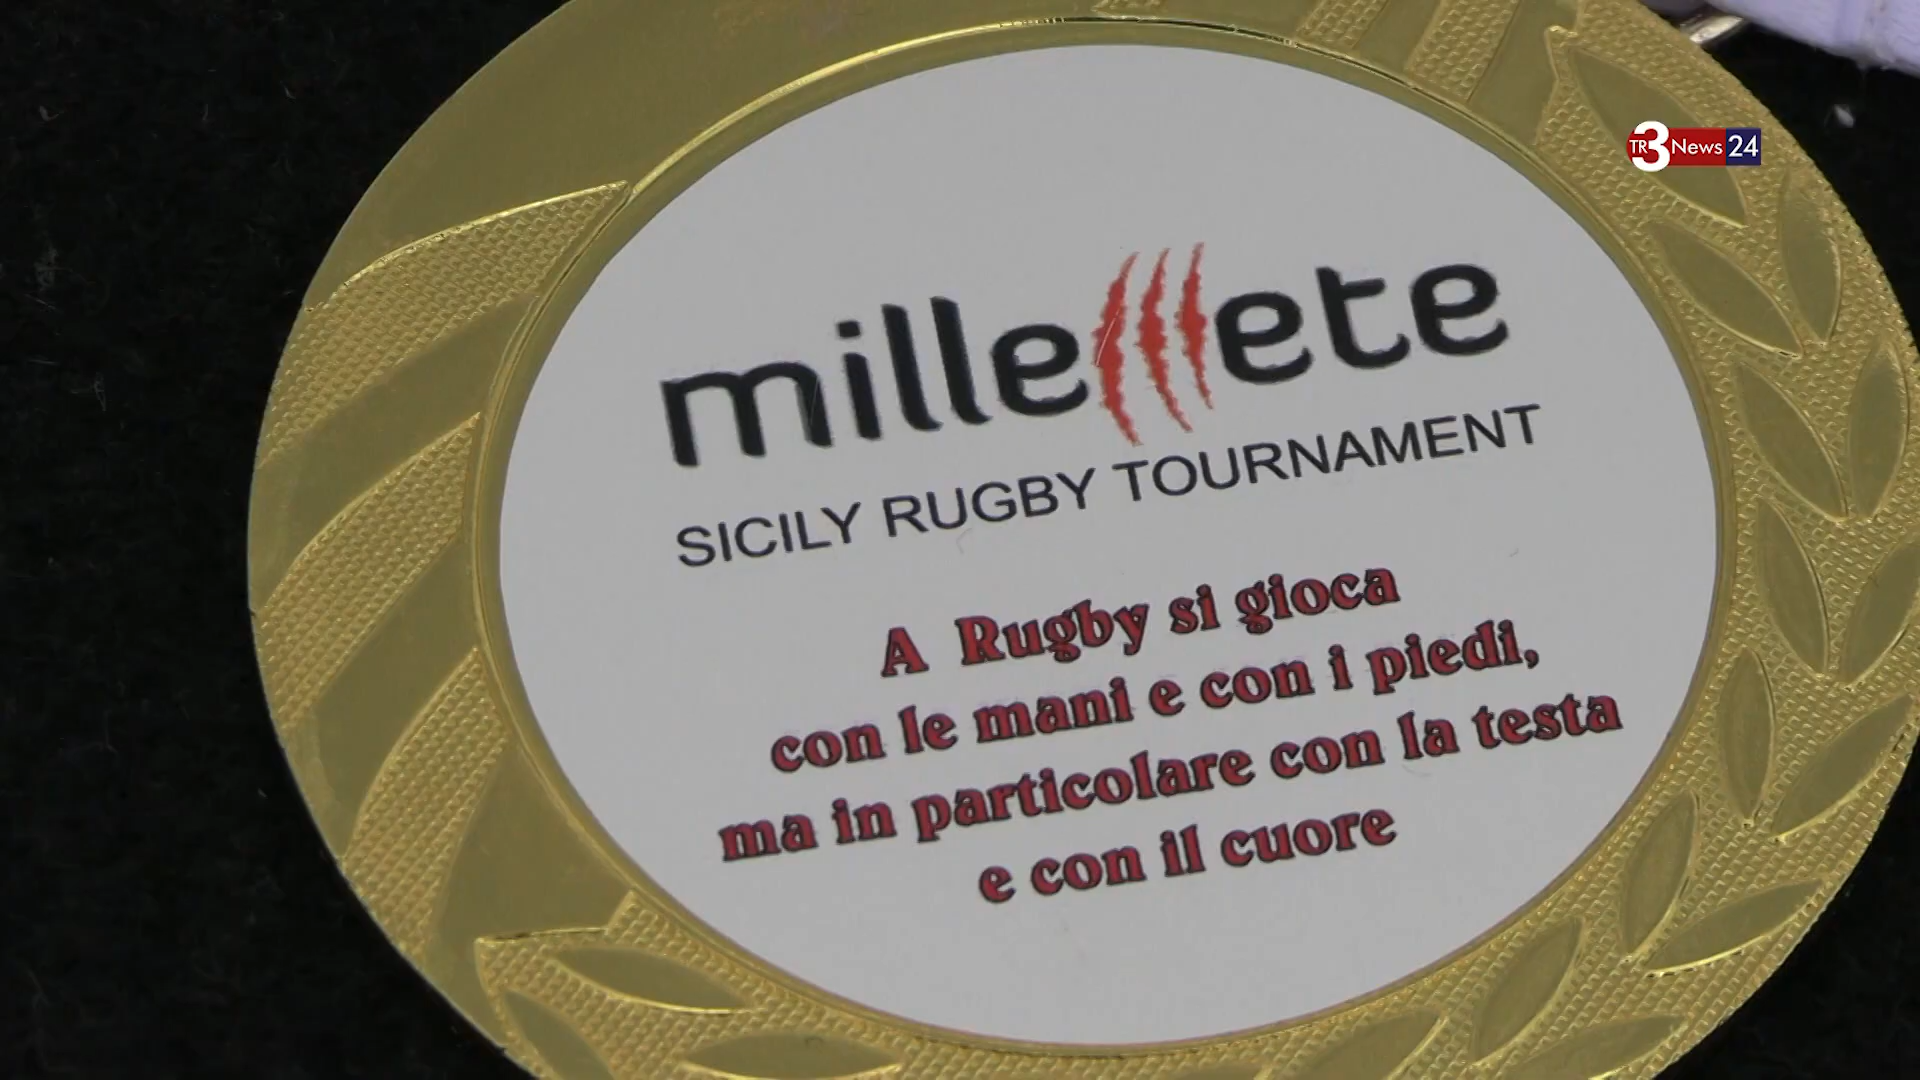 TR3 News 24
millellete
SICILY RUGBY TOURNAMENT
A Rugby si gioca
con le mani e con i piedi,
ma in particolare con la testa
e con il cuore